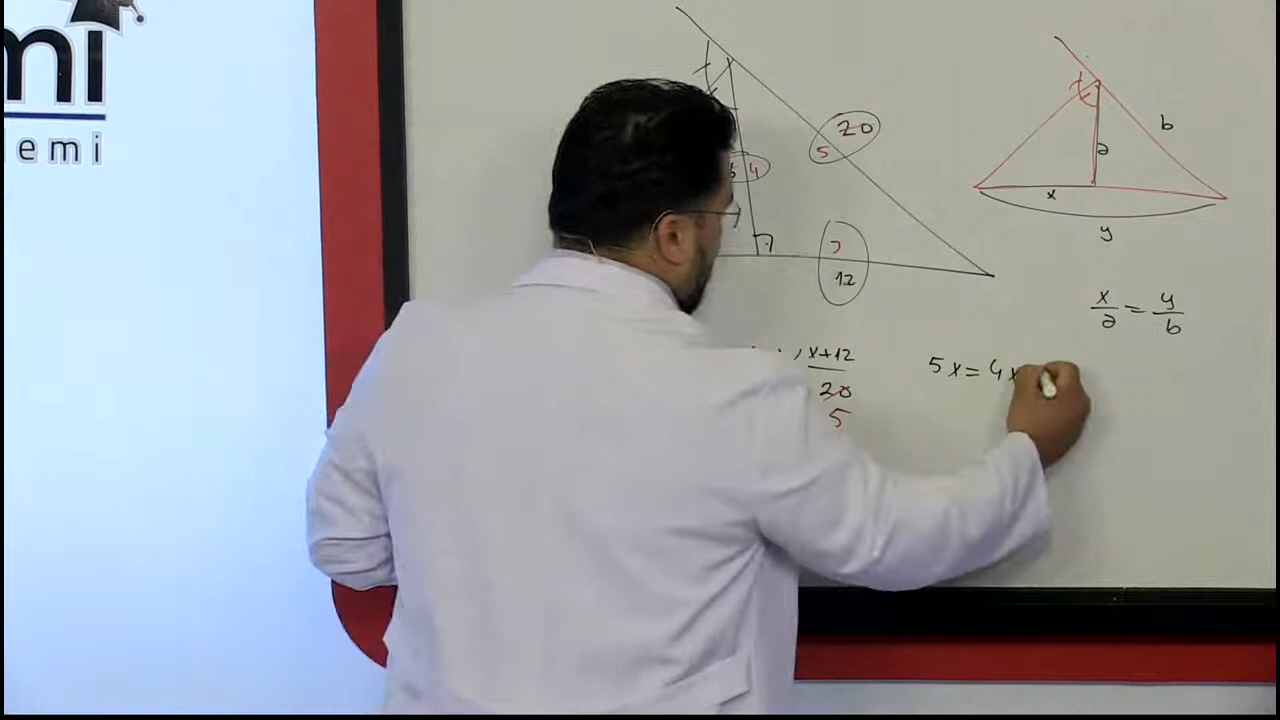 mi
emi
20
5
4
7
12
b
a
x
y
x/a = y/b
x+12
20
5
5x = 4x